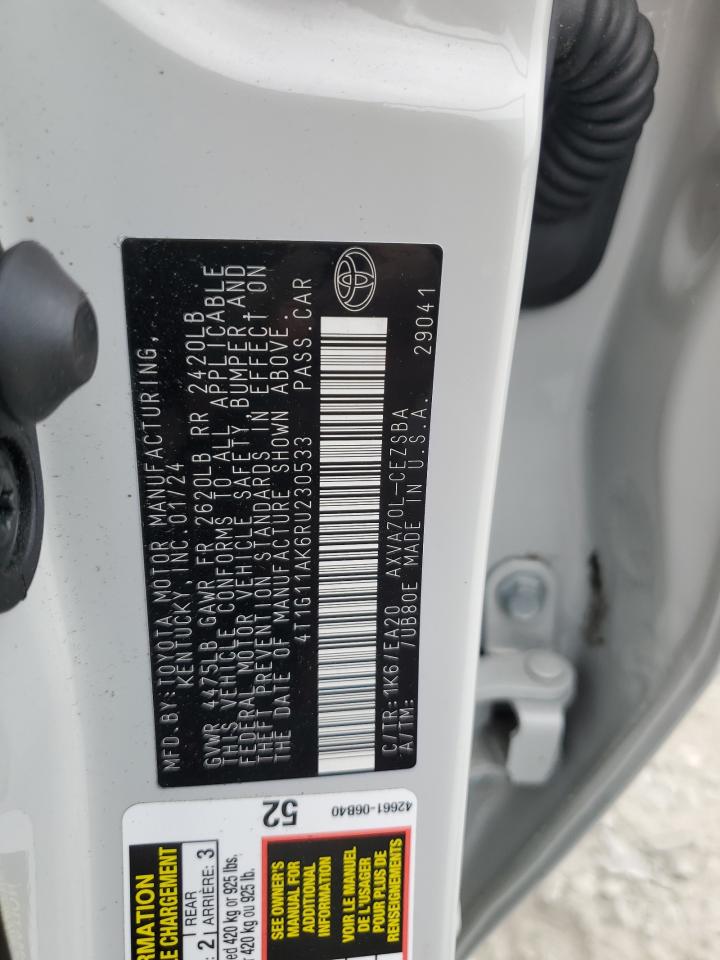 MFD.BY:TOYOTA MOTOR MANUFACTURING,
KENTUCKY, INC.01/24
GVWR 4475LB GAWR FR 2620LB RR 2420LB
THIS VEHICLE CONFORMS TO ALL APPLICABLE
FEDERAL MOTOR VEHICLE SAFETY, BUMPER AND
THEFT PREVENTION STANDARDS IN EFFECT ON
THE DATE OF MANUFACTURE SHOWN ABOVE.
4T1G11AK6RU230533 PASS.CAR
C/TR:1K6/EA20 AXVA70L-CEZSBA
A/TM: 7UB80E MADE IN U.S.A. 29041
52
42661-06B40
REAR
2 ARRIÈRE: 3
420 kg or 925 lbs.
420 kg ou 925 lb.
SEE OWNER'S
MANUAL FOR
ADDITIONAL
INFORMATION
VOIR LE MANUEL
DE L'USAGER
POUR PLUS DE
RENSEIGNEMENTS